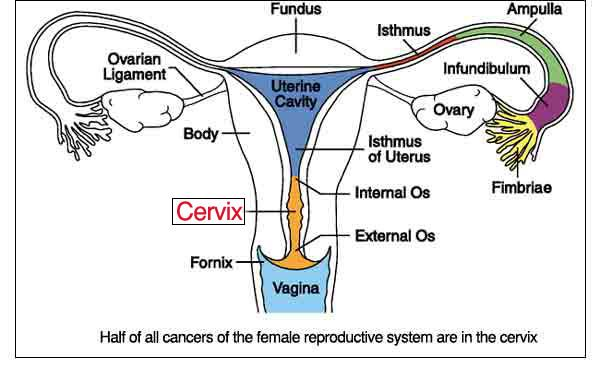 Fundus
Ampulla
Isthmus
Ovarian
Ligament
Infundibulum
Uterine
Cavity
Ovary
Body
Isthmus
of Uterus
Fimbriae
Internal Os
Cervix
External Os
Fornix
Vagina
Half of all cancers of the female reproductive system are in the cervix